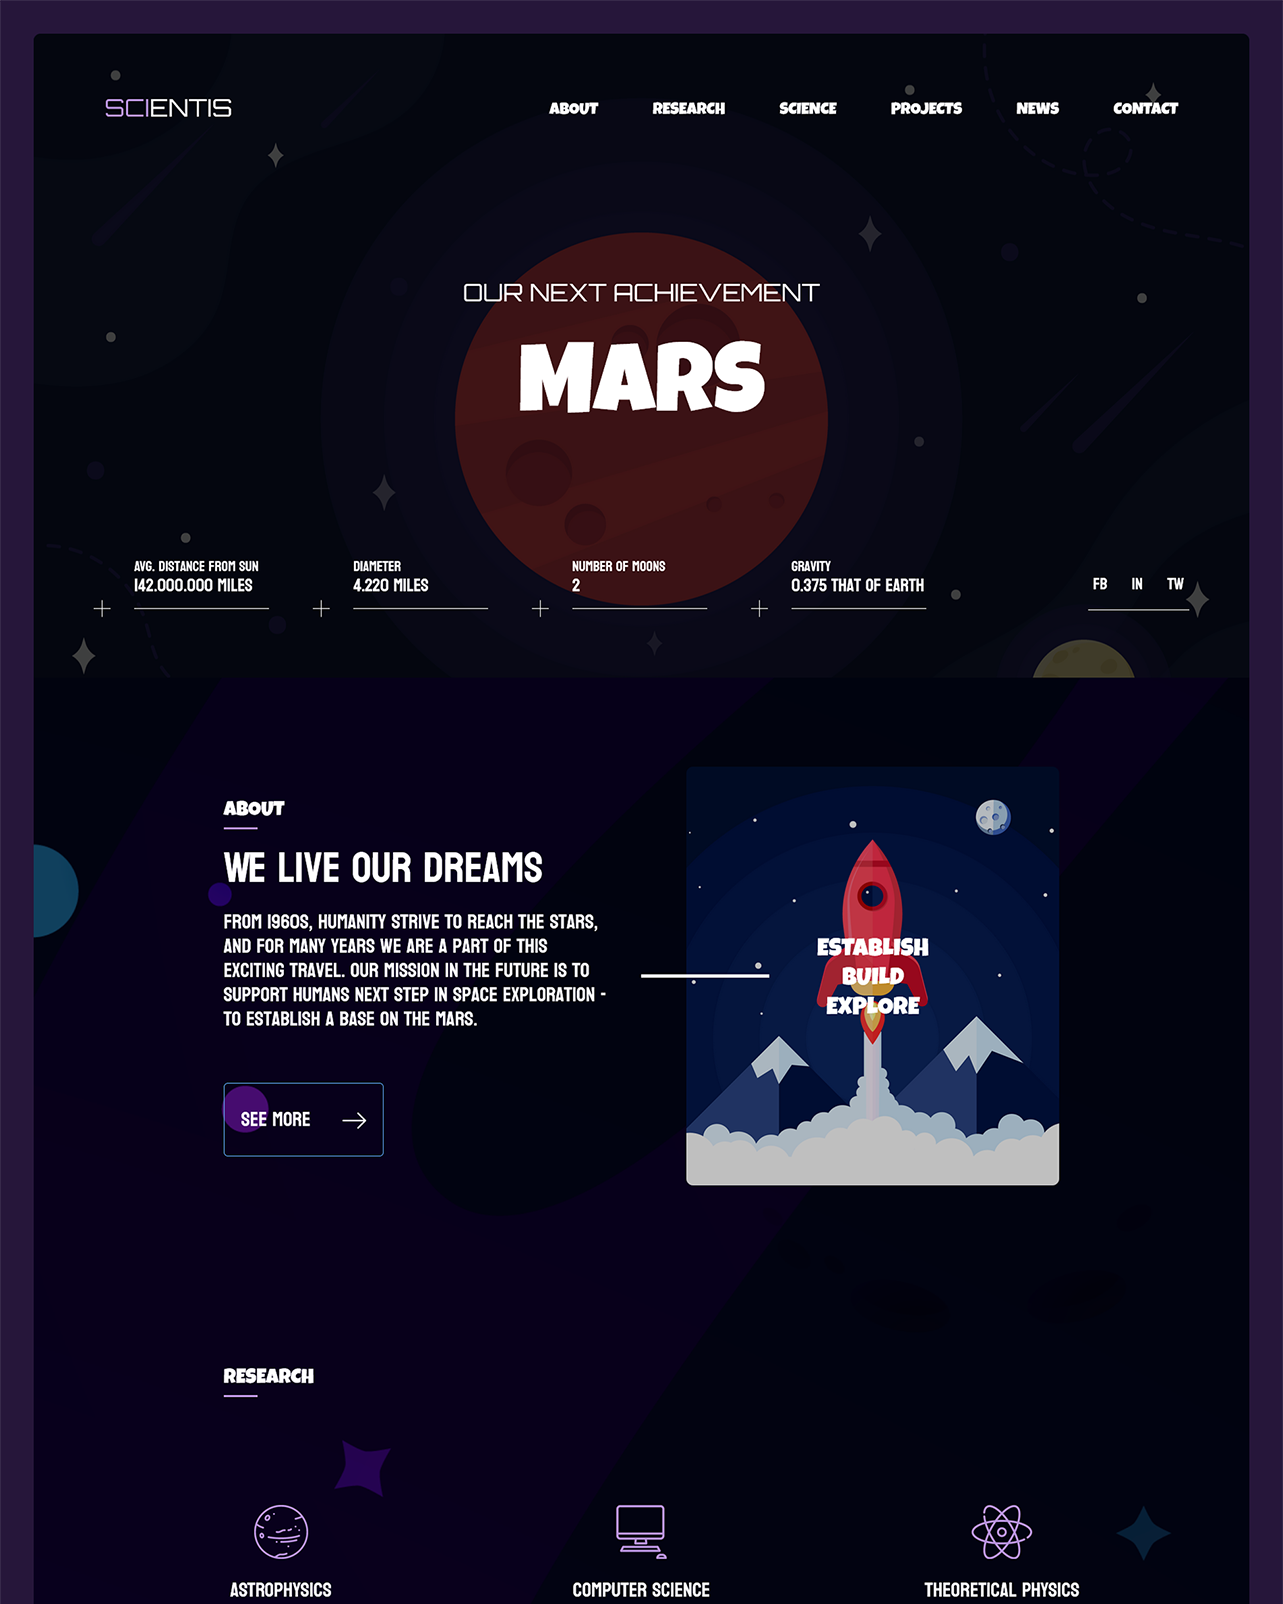 SCIENTIS
ABOUT RESEARCH SCIENCE PROJECTS NEWS CONTACT
OUR NEXT ACHIEVEMENT
MARS
AVG. DISTANCE FROM SUN
142.000.000 MILES
DIAMETER
4.220 MILES
NUMBER OF MOONS
2
GRAVITY
0.375 THAT OF EARTH
FB IN TW
ABOUT
WE LIVE OUR DREAMS
FROM 1960S, HUMANITY STRIVE TO REACH THE STARS,
AND FOR MANY YEARS WE ARE A PART OF THIS
EXCITING TRAVEL. OUR MISSION IN THE FUTURE IS TO
SUPPORT HUMANS NEXT STEP IN SPACE EXPLORATION -
TO ESTABLISH A BASE ON THE MARS.
SEE MORE
ESTABLISH
BUILD
EXPLORE
RESEARCH
ASTROPHYSICS
COMPUTER SCIENCE
THEORETICAL PHYSICS